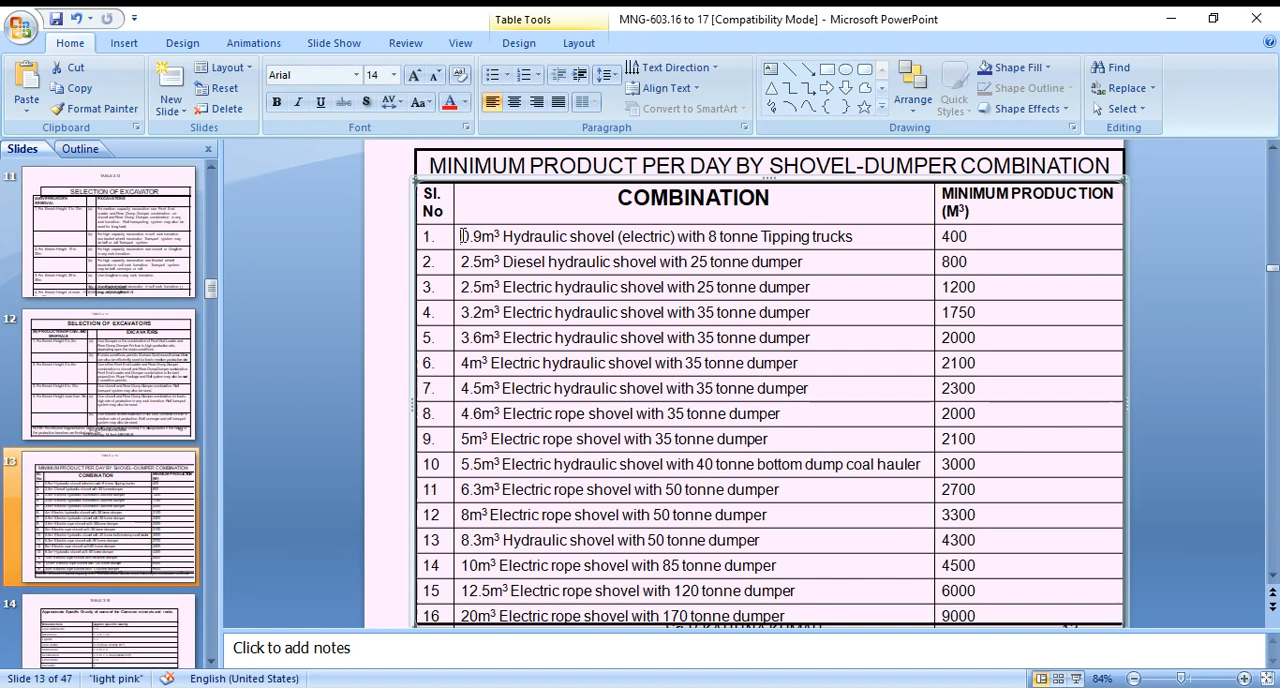 Table Tools
MNG-603.16 to 17 [Compatibility Mode] - Microsoft PowerPoint
Home Insert Design Animations Slide Show Review View Design Layout
Paste
Cut
Copy
Format Painter
Clipboard
New Slide
Layout
Reset
Delete
Slides
Arial 14
B I U abc S AV Aa A
Font
Text Direction
Align Text
Convert to SmartArt
Paragraph
Arrange
Quick Styles
Shape Fill
Shape Outline
Shape Effects
Drawing
Find
Replace
Select
Editing
Slides Outline
11
SELECTION OF EXCAVATOR
12
SELECTION OF EXCAVATORS
13
MINIMUM PRODUCT PER DAY BY SHOVEL-DUMPER COMBINATION
14
MINIMUM PRODUCT PER DAY BY SHOVEL-DUMPER COMBINATION
Sl. No COMBINATION MINIMUM PRODUCTION (M³)
1. 0.9m³ Hydraulic shovel (electric) with 8 tonne Tipping trucks 400
2. 2.5m³ Diesel hydraulic shovel with 25 tonne dumper 800
3. 2.5m³ Electric hydraulic shovel with 25 tonne dumper 1200
4. 3.2m³ Electric hydraulic shovel with 35 tonne dumper 1750
5. 3.6m³ Electric hydraulic shovel with 35 tonne dumper 2000
6. 4m³ Electric hydraulic shovel with 35 tonne dumper 2100
7. 4.5m³ Electric hydraulic shovel with 35 tonne dumper 2300
8. 4.6m³ Electric rope shovel with 35 tonne dumper 2000
9. 5m³ Electric rope shovel with 35 tonne dumper 2100
10 5.5m³ Electric hydraulic shovel with 40 tonne bottom dump coal hauler 3000
11 6.3m³ Electric rope shovel with 50 tonne dumper 2700
12 8m³ Electric rope shovel with 50 tonne dumper 3300
13 8.3m³ Hydaulic shovel with 50 tonne dumper 4300
14 10m³ Electric rope shovel with 85 tonne dumper 4500
15 12.5m³ Electric rope shovel with 120 tonne dumper 6000
16 20m³ Electric rope shovel with 170 tonne dumper 9000
Click to add notes
Slide 13 of 47 "light pink" English (United States) 84%